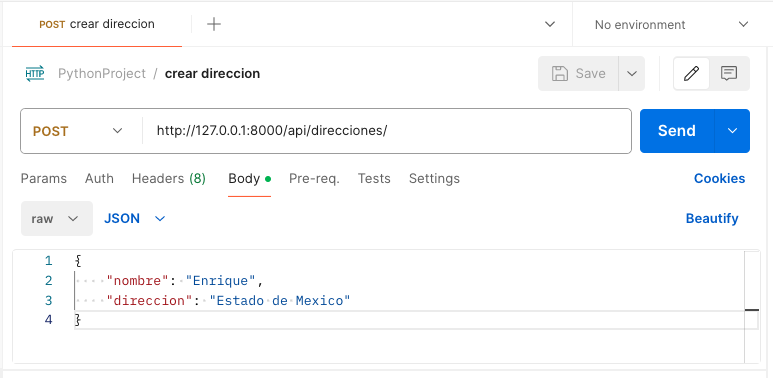 POST crear direccion
No environment
HTTP PythonProject / crear direccion
Save
POST http://127.0.0.1:8000/api/direcciones/ Send
Params Auth Headers (8) Body Pre-req. Tests Settings Cookies
raw JSON Beautify
1 {
2 "nombre": "Enrique",
3 "direccion": "Estado de Mexico"
4 }